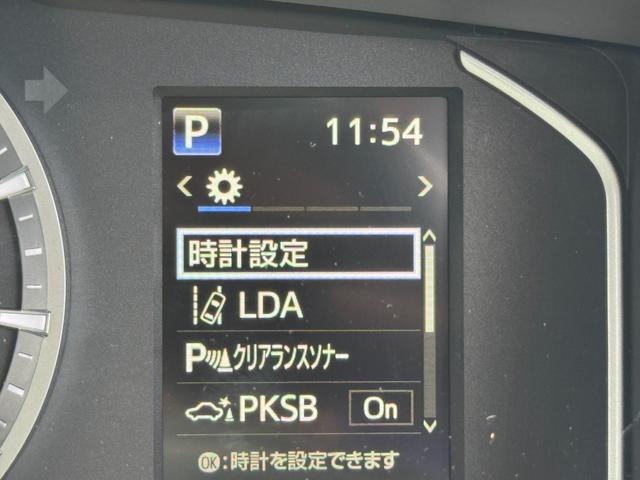 P 11:54
時計設定
LDA
Pクリアランスソナー
PKSB On
OK:時計を設定できます